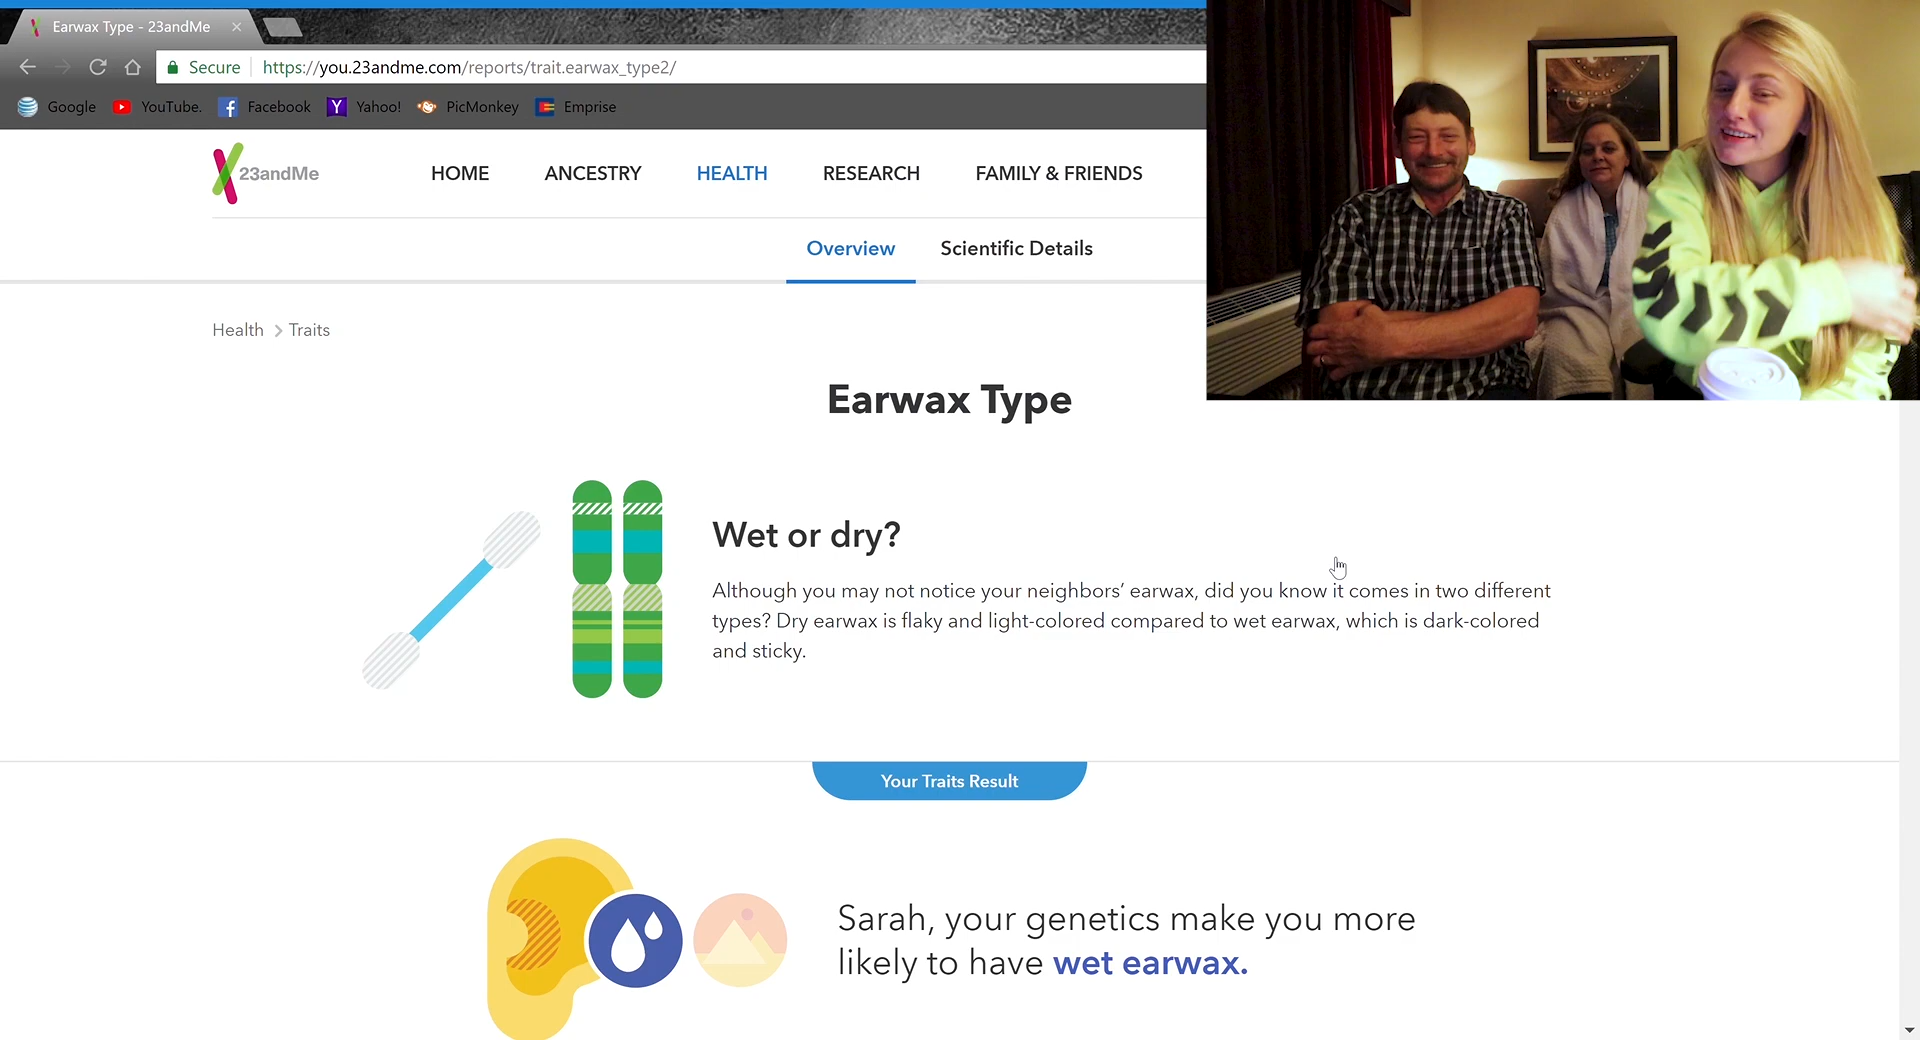 Earwax Type - 23andMe
Secure https://you.23andme.com/reports/trait.earwax_type2/
Google YouTube. Facebook Yahoo! PicMonkey Emprise
23andMe HOME ANCESTRY HEALTH RESEARCH FAMILY & FRIENDS
Overview Scientific Details
Health Traits
Earwax Type
Wet or dry?
Although you may not notice your neighbors’ earwax, did you know it comes in two different
types? Dry earwax is flaky and light-colored compared to wet earwax, which is dark-colored
and sticky.
Your Traits Result
Sarah, your genetics make you more
likely to have wet earwax.